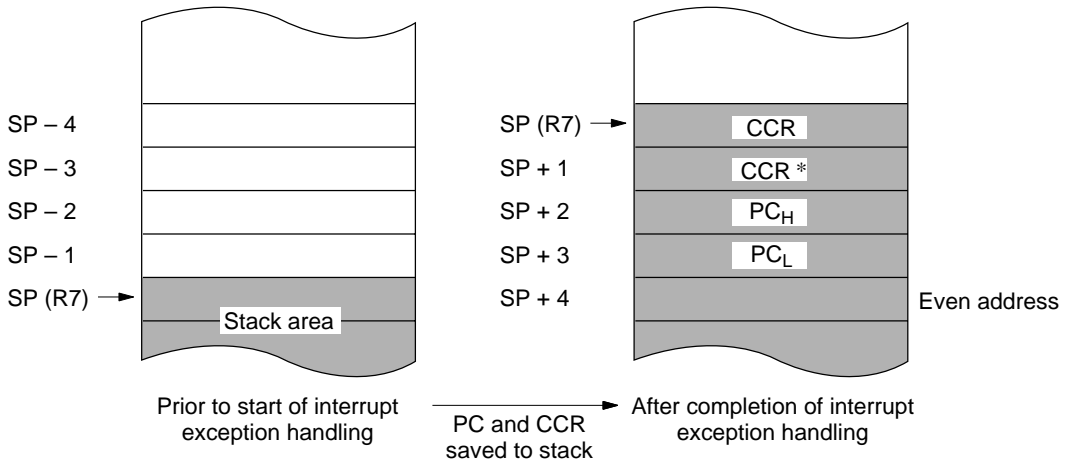 SP – 4
SP – 3
SP – 2
SP – 1
SP (R7)
Stack area
Prior to start of interrupt
exception handling
PC and CCR
saved to stack
SP (R7)
SP + 1
SP + 2
SP + 3
SP + 4
CCR
CCR *
PCH
PCL
Even address
After completion of interrupt
exception handling